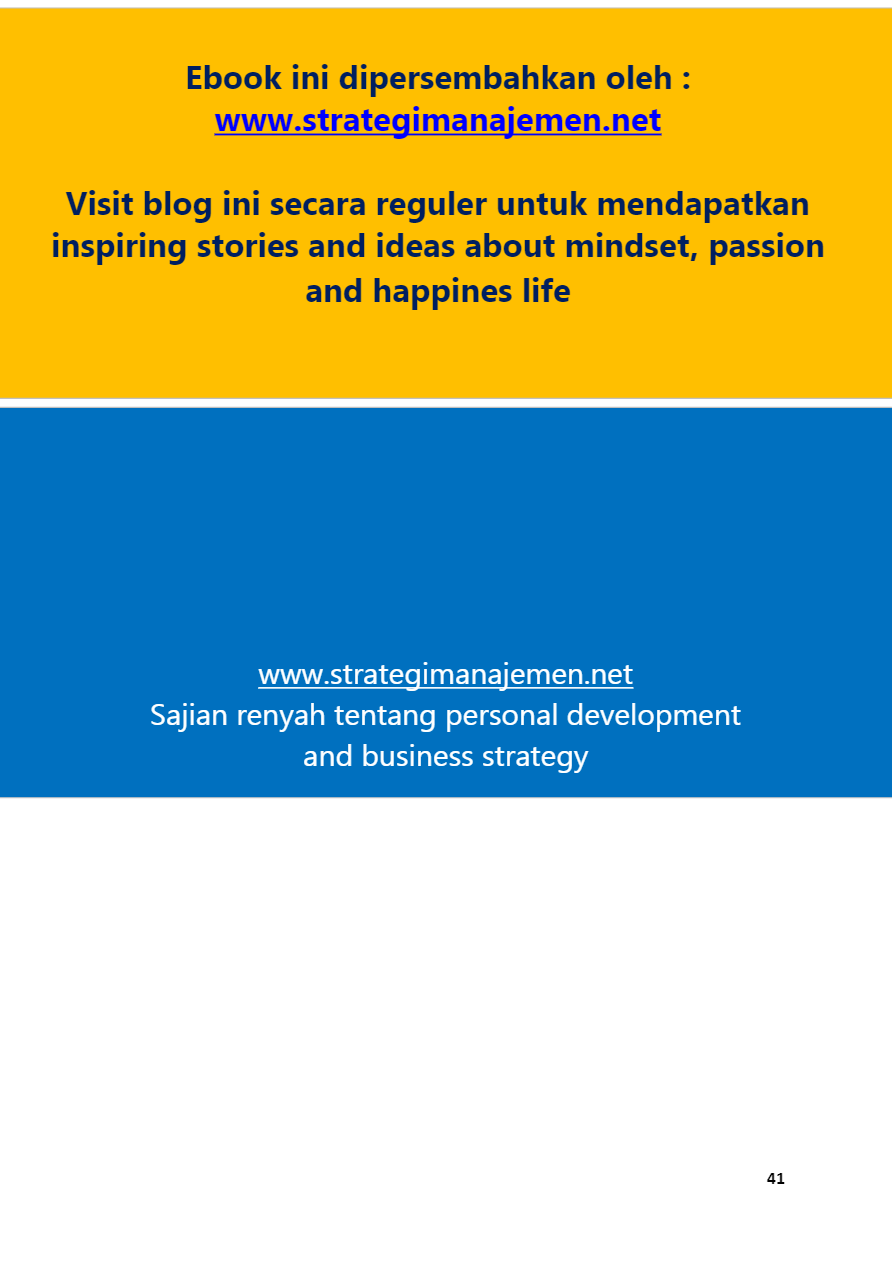 Ebook ini dipersembahkan oleh :
www.strategimanajemen.net
Visit blog ini secara reguler untuk mendapatkan
inspiring stories and ideas about mindset, passion
and happines life
www.strategimanajemen.net
Sajian renyah tentang personal development
and business strategy
41